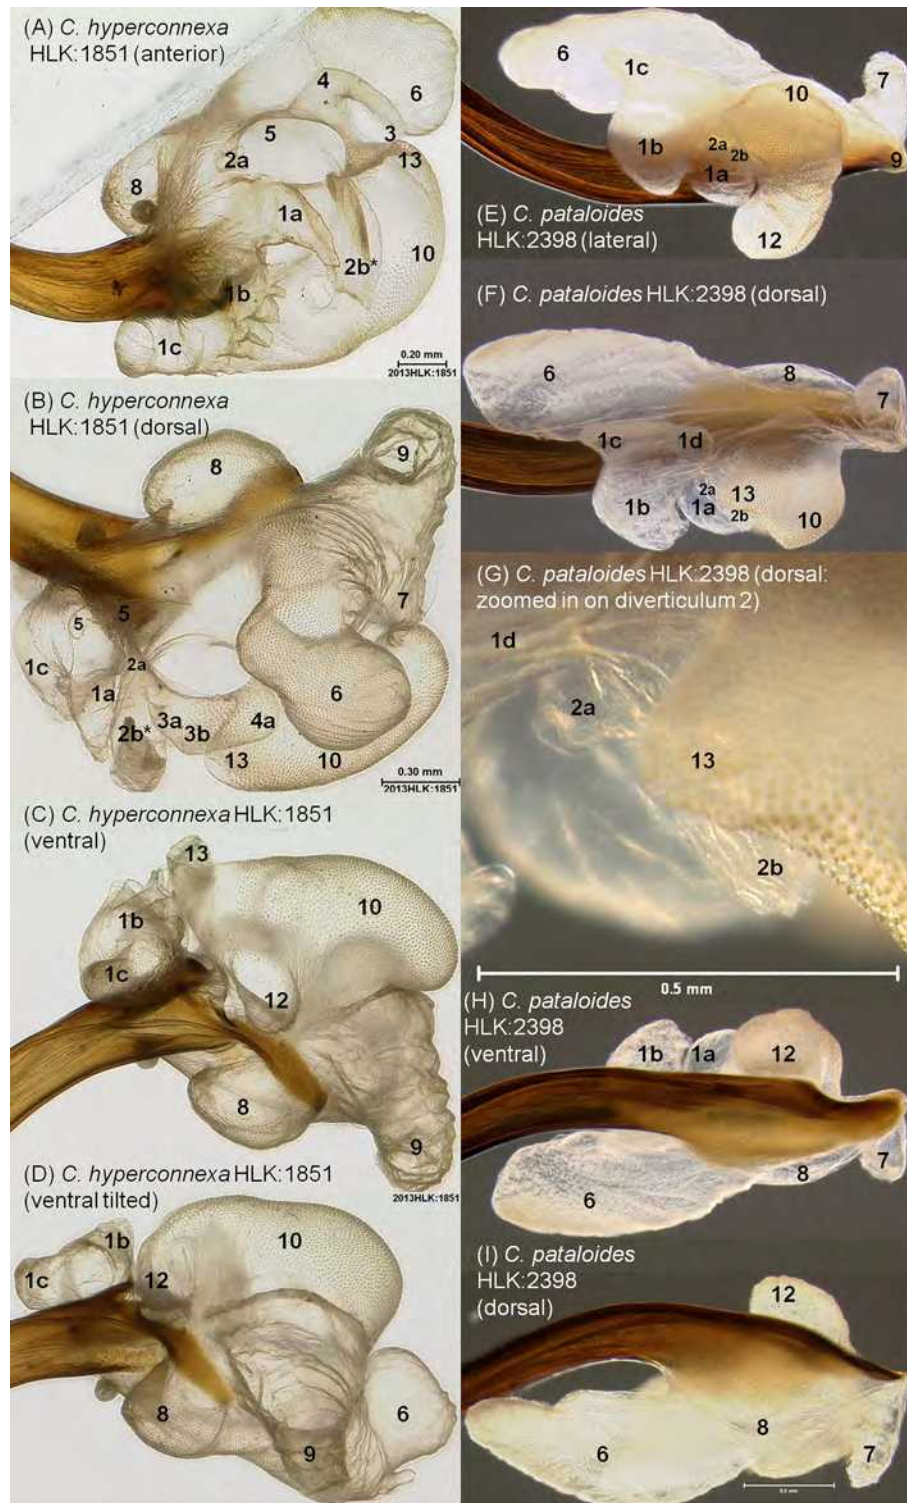 (A) C. hyperconnexa
HLK:1851 (anterior)
4
6
5
3
2a
13
8
1a
10
2b*
1b
1c
0.20 mm
2013HLK:1851
(B) C. hyperconnexa
HLK:1851 (dorsal)
9
8
7
5
5
1c
2a
1a
6
3a
2b*
3b
4a
13
10
0.30 mm
2013HLK:1851
(C) C. hyperconnexa HLK:1851
(ventral)
13
10
1b
1c
12
8
9
2013HLK:1851
(D) C. hyperconnexa HLK:1851
(ventral tilted)
1b
10
1c
12
6
8
9
6
1c
7
10
1b
2a
2b
9
1a
(E) C. pataloides
HLK:2398 (lateral)
12
(F) C. pataloides HLK:2398 (dorsal)
6
8
7
1c
1d
2a
13
1b
1a
2b
10
(G) C. pataloides HLK:2398 (dorsal:
zoomed in on diverticulum 2)
1d
2a
13
2b
0.5 mm
(H) C. pataloides
HLK:2398
(ventral)
1b
1a
12
8
7
6
(I) C. pataloides
HLK:2398
(dorsal)
12
8
6
7